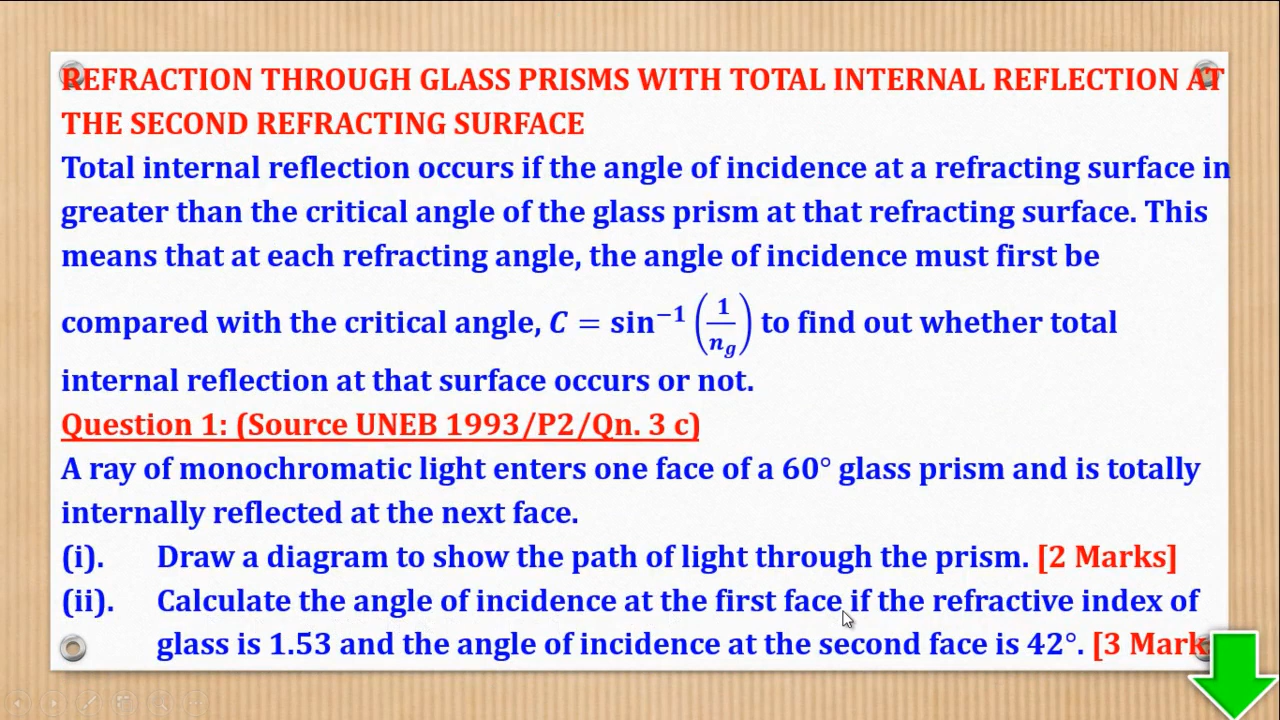 REFRACTION THROUGH GLASS PRISMS WITH TOTAL INTERNAL REFLECTION AT
THE SECOND REFRACTING SURFACE
Total internal reflection occurs if the angle of incidence at a refracting surface in
greater than the critical angle of the glass prism at that refracting surface. This
means that at each refracting angle, the angle of incidence must first be
compared with the critical angle, C = sin⁻¹ (1/n_g) to find out whether total
internal reflection at that surface occurs or not.
Question 1: (Source UNEB 1993/P2/Qn. 3 c)
A ray of monochromatic light enters one face of a 60° glass prism and is totally
internally reflected at the next face.
(i). Draw a diagram to show the path of light through the prism. [2 Marks]
(ii). Calculate the angle of incidence at the first face if the refractive index of
glass is 1.53 and the angle of incidence at the second face is 42°. [3 Mark